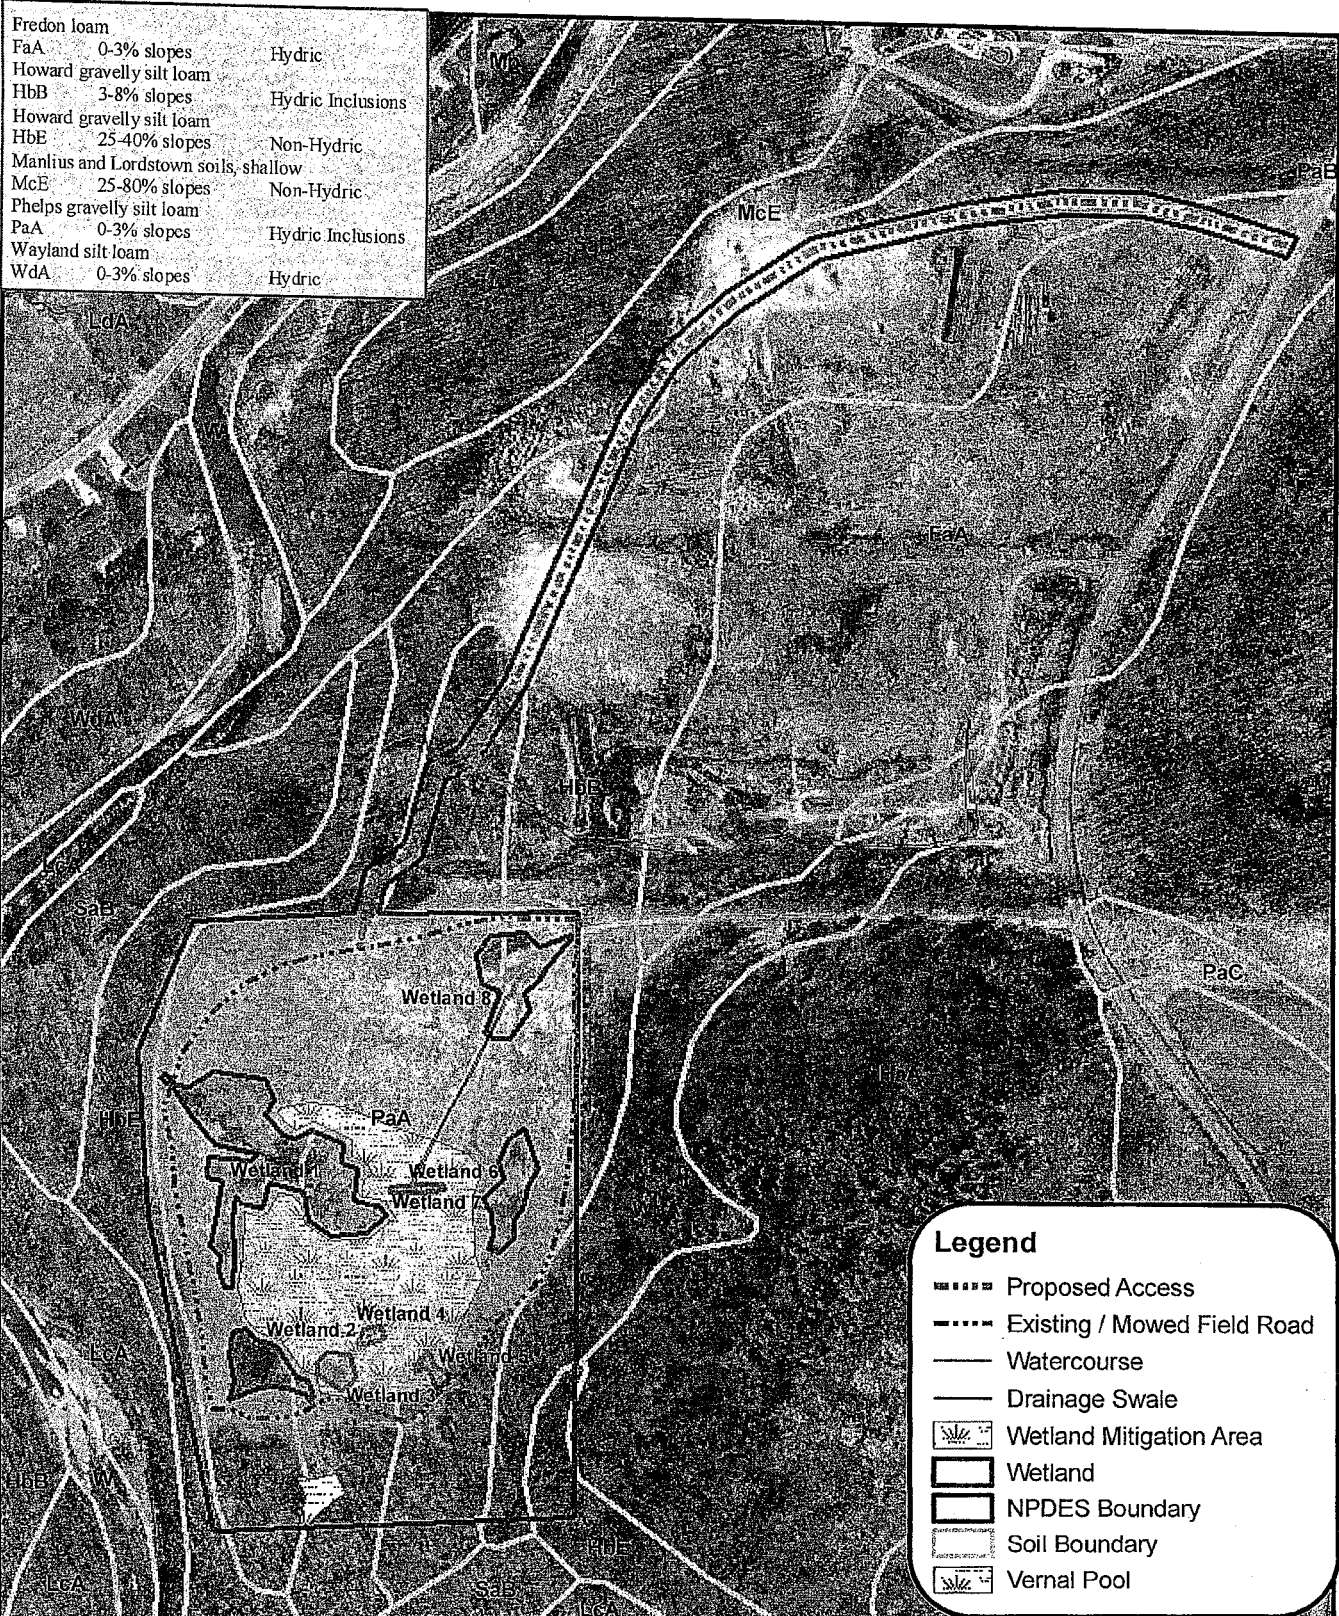 Fredon loam
FaA 0-3% slopes Hydric
Howard gravelly silt loam
HbB 3-8% slopes Hydric Inclusions
Howard gravelly silt loam
HbE 25-40% slopes Non-Hydric
Manlius and Lordstown soils, shallow
McE 25-80% slopes Non-Hydric
Phelps gravelly silt loam
PaA 0-3% slopes Hydric Inclusions
Wayland silt loam
WdA 0-3% slopes Hydric
PaB
McE
LdA
W
FaA
WdA
HbB
LcA
SaB
PaC
Wetland 8
HbE
PaA
Wetland 1
Wetland 6
Wetland 7
Wetland 4
Wetland 2
Wetland 5
Wetland 3
LcA
HbB
W
HbE
LcA
SaB
LcA
Legend
Proposed Access
Existing / Mowed Field Road
Watercourse
Drainage Swale
Wetland Mitigation Area
Wetland
NPDES Boundary
Soil Boundary
Vernal Pool